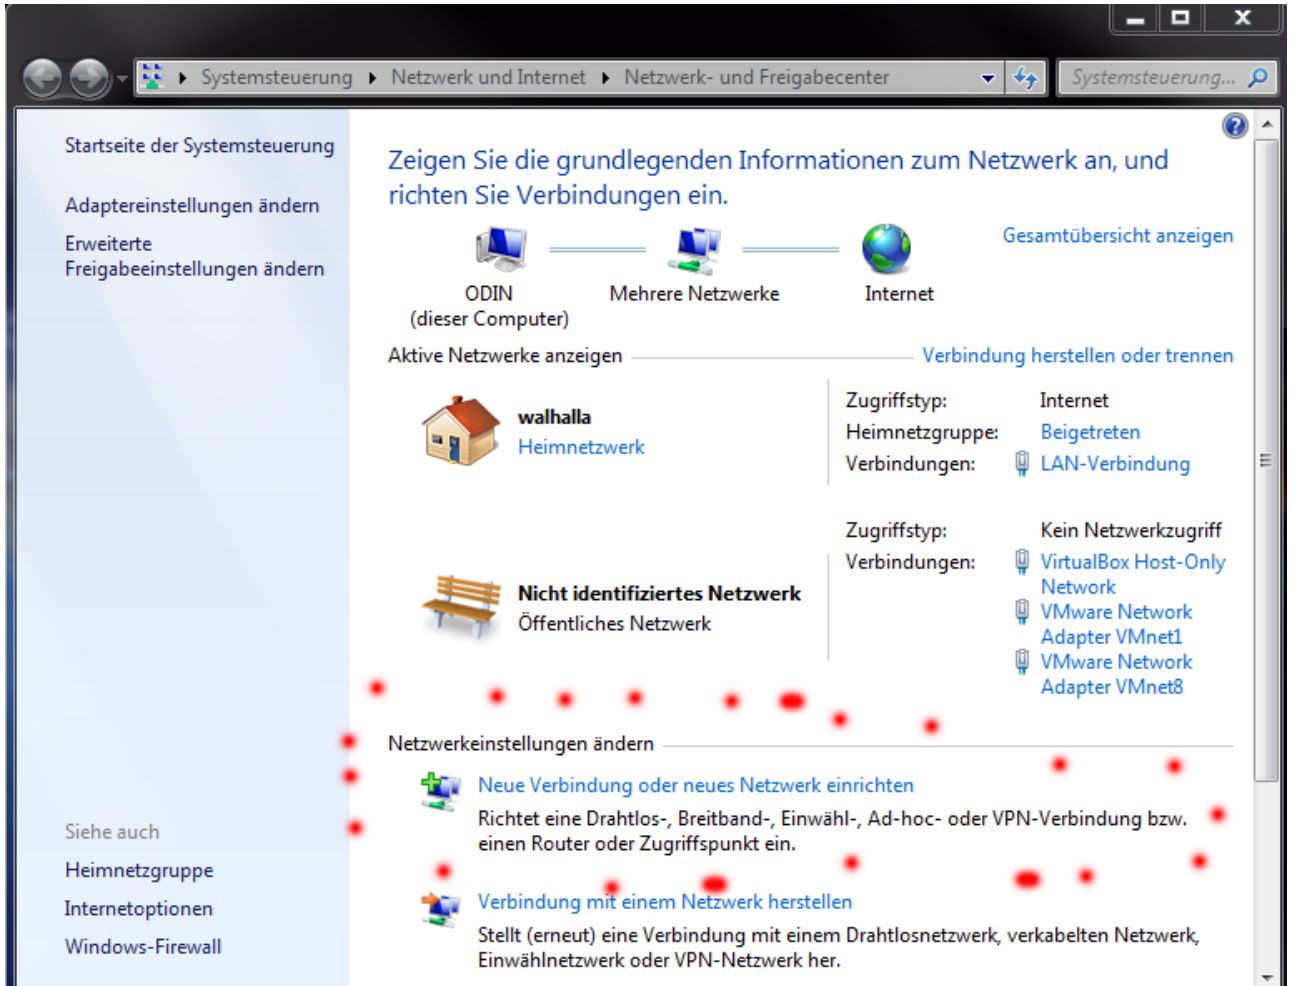 Systemsteuerung ▸ Netzwerk und Internet ▸ Netzwerk- und Freigabecenter
Systemsteuerung...
Startseite der Systemsteuerung
Adaptereinstellungen ändern
Erweiterte
Freigabeeinstellungen ändern
Siehe auch
Heimnetzgruppe
Internetoptionen
Windows-Firewall
Zeigen Sie die grundlegenden Informationen zum Netzwerk an, und
richten Sie Verbindungen ein.
Gesamtübersicht anzeigen
ODIN
(dieser Computer)
Mehrere Netzwerke
Internet
Aktive Netzwerke anzeigen
Verbindung herstellen oder trennen
walhalla
Heimnetzwerk
Zugriffstyp: Internet
Heimnetzgruppe: Beigetreten
Verbindungen: LAN-Verbindung
Nicht identifiziertes Netzwerk
Öffentliches Netzwerk
Zugriffstyp: Kein Netzwerkzugriff
Verbindungen: VirtualBox Host-Only
Network
VMware Network
Adapter VMnet1
VMware Network
Adapter VMnet8
Netzwerkeinstellungen ändern
Neue Verbindung oder neues Netzwerk einrichten
Richtet eine Drahtlos-, Breitband-, Einwähl-, Ad-hoc- oder VPN-Verbindung bzw.
einen Router oder Zugriffspunkt ein.
Verbindung mit einem Netzwerk herstellen
Stellt (erneut) eine Verbindung mit einem Drahtlosnetzwerk, verkabelten Netzwerk,
Einwählnetzwerk oder VPN-Netzwerk her.